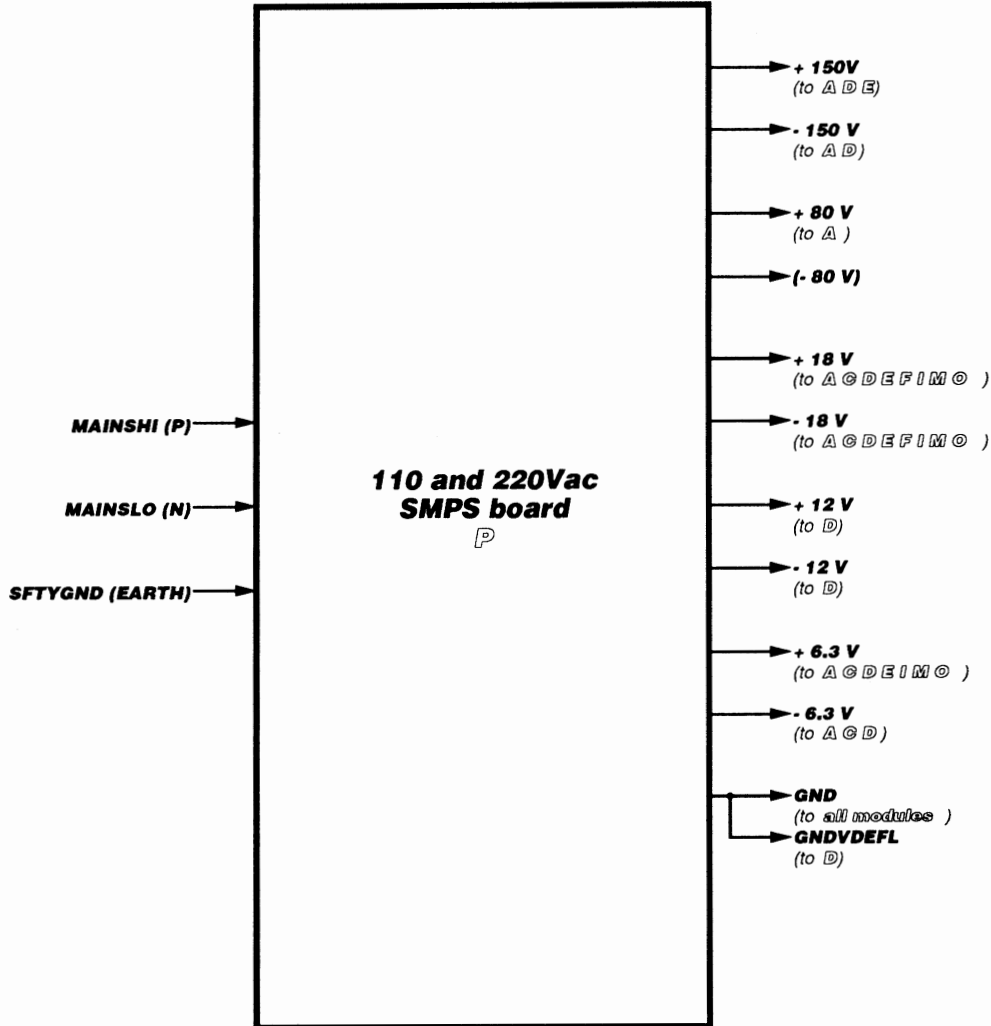 + 150V
(to A D E)
- 150 V
(to A D)
+ 80 V
(to A )
(- 80 V)
+ 18 V
(to A C D E F I M O )
- 18 V
(to A C D E F I M O )
MAINSHI (P)
110 and 220Vac
SMPS board
P
MAINSLO (N)
+ 12 V
(to D)
- 12 V
(to D)
SFTYGND (EARTH)
+ 6.3 V
(to A C D E I M O )
- 6.3 V
(to A C D )
GND
(to all modules )
GNDVDEFL
(to D)